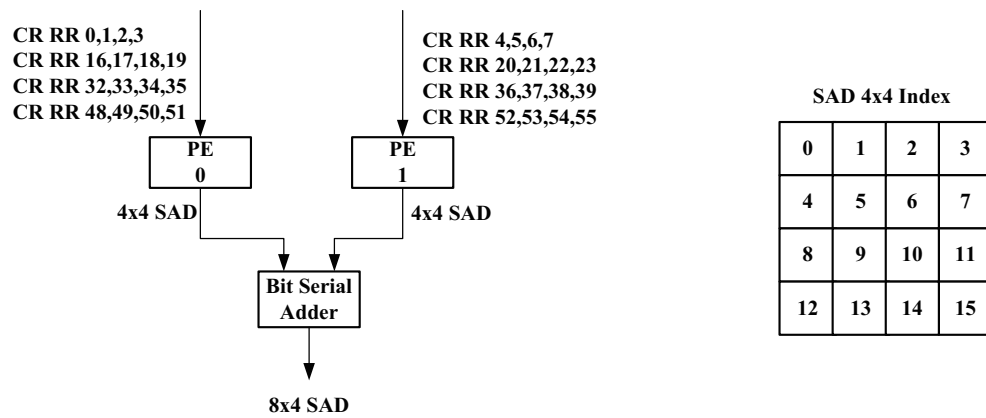 CR RR 0,1,2,3
CR RR 16,17,18,19
CR RR 32,33,34,35
CR RR 48,49,50,51
CR RR 4,5,6,7
CR RR 20,21,22,23
CR RR 36,37,38,39
CR RR 52,53,54,55
PE
0
PE
1
4x4 SAD
4x4 SAD
Bit Serial
Adder
8x4 SAD
SAD 4x4 Index
0 1 2 3
4 5 6 7
8 9 10 11
12 13 14 15